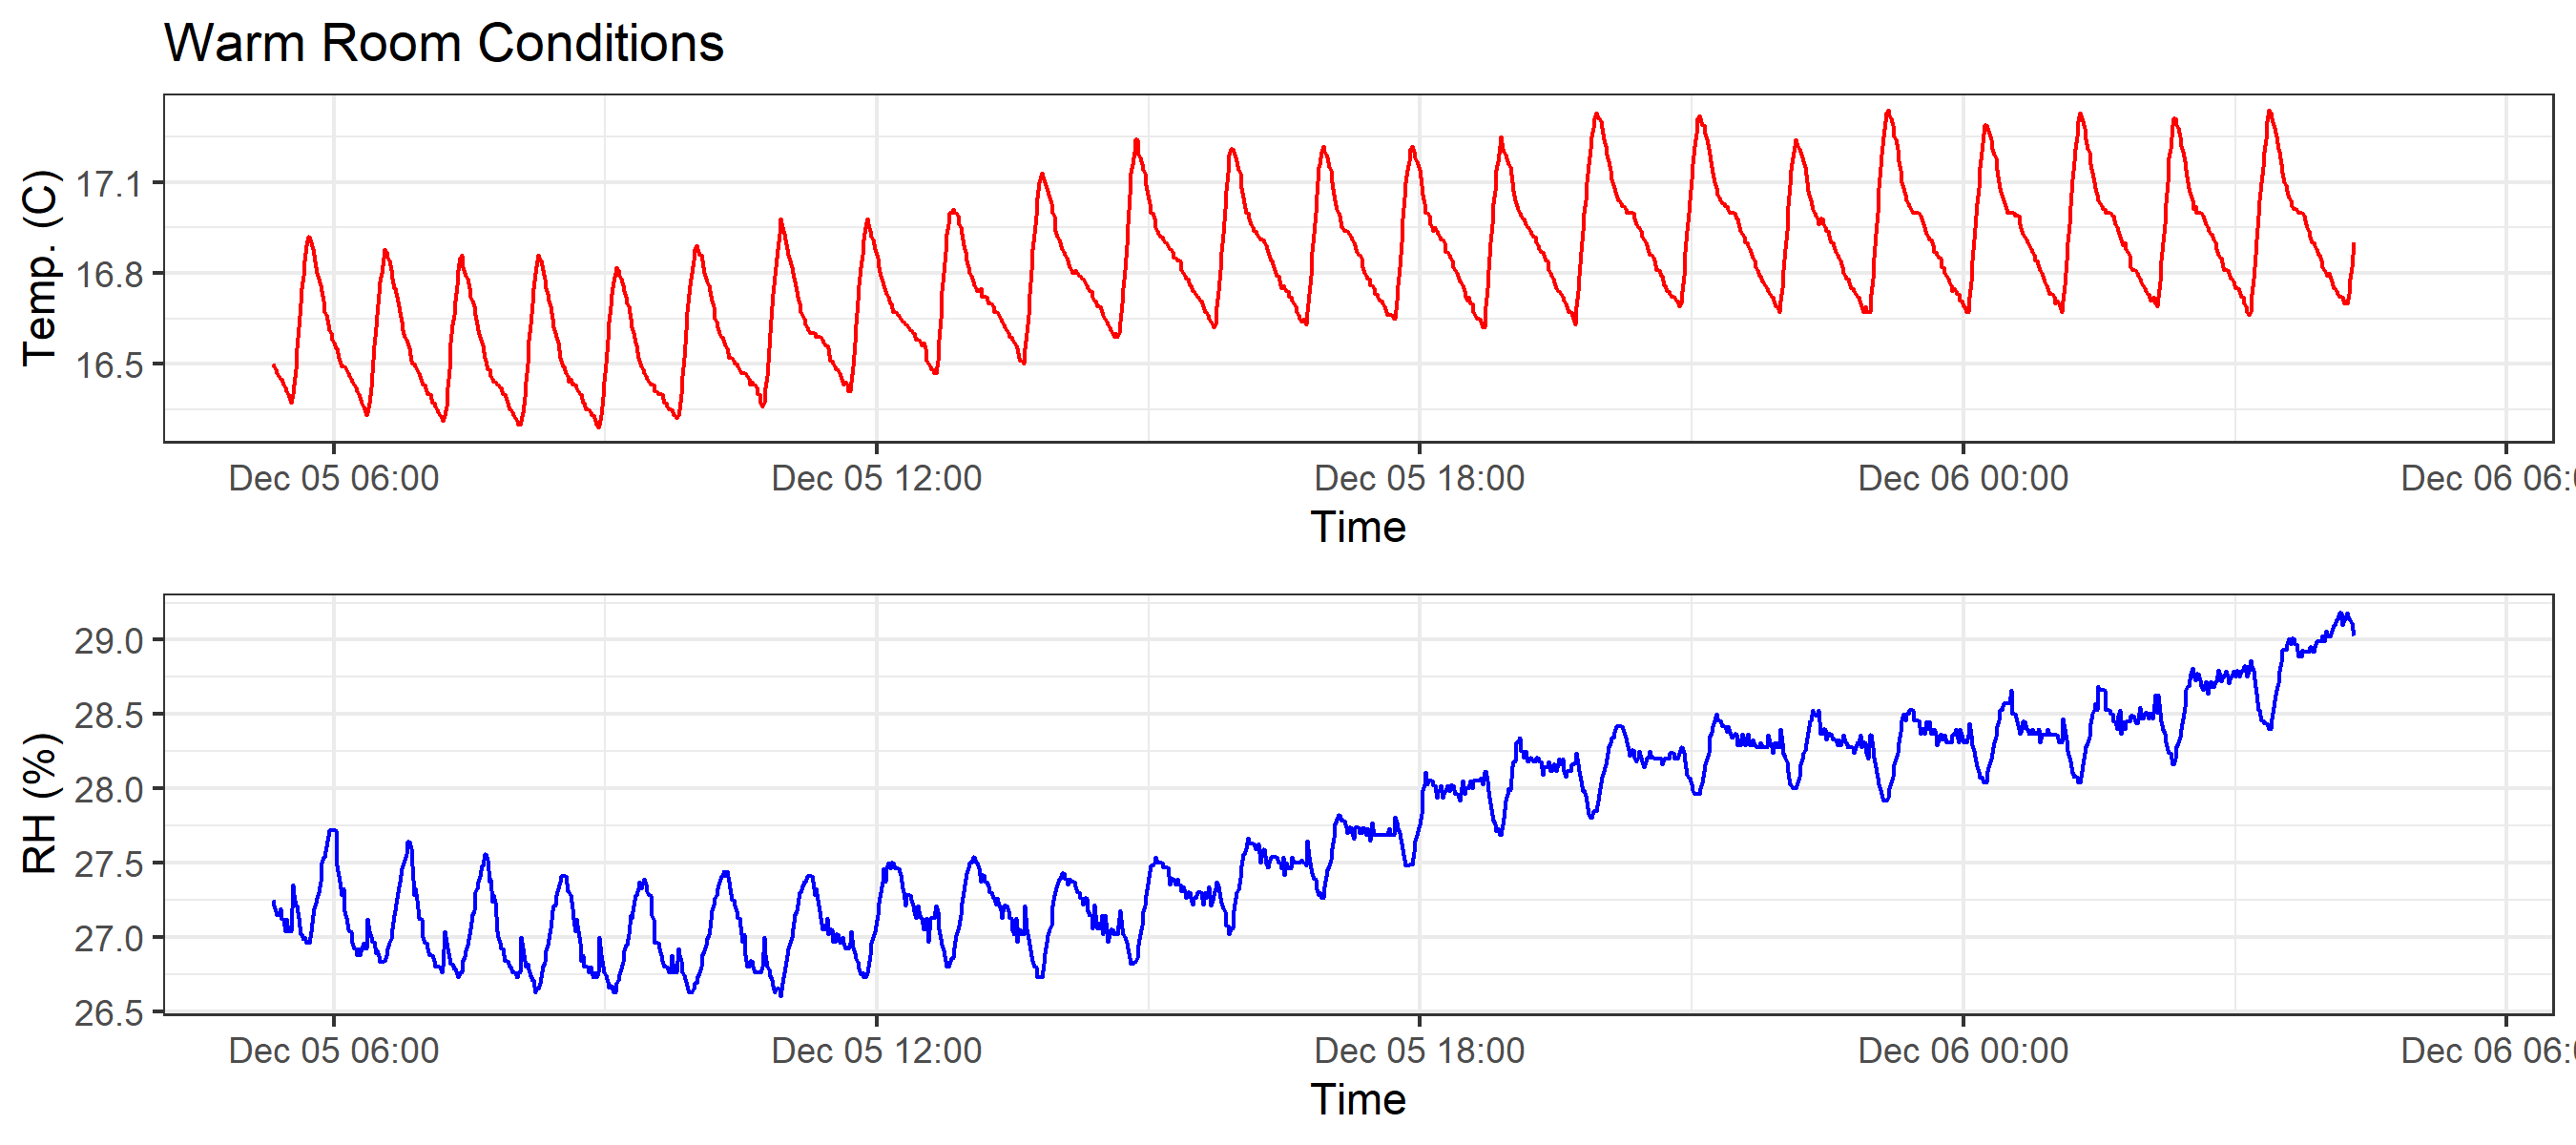 Warm Room Conditions
Temp. (C)
17.1
16.8
16.5
Dec 05 06:00 Dec 05 12:00 Dec 05 18:00 Dec 06 00:00 Dec 06 06:0
Time
RH (%)
29.0
28.5
28.0
27.5
27.0
26.5
Dec 05 06:00 Dec 05 12:00 Dec 05 18:00 Dec 06 00:00 Dec 06 06:0
Time